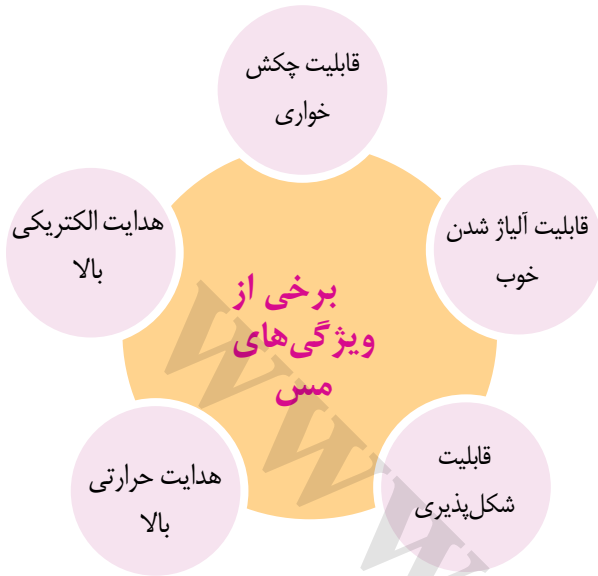 قابلیت چکش
خواری
قابلیت آلیاژ شدن
خوب
هدایت الکتریکی
بالا
برخی از
ویژگی‌های
مس
قابلیت
شکل‌پذیری
هدایت حرارتی
بالا
WWW